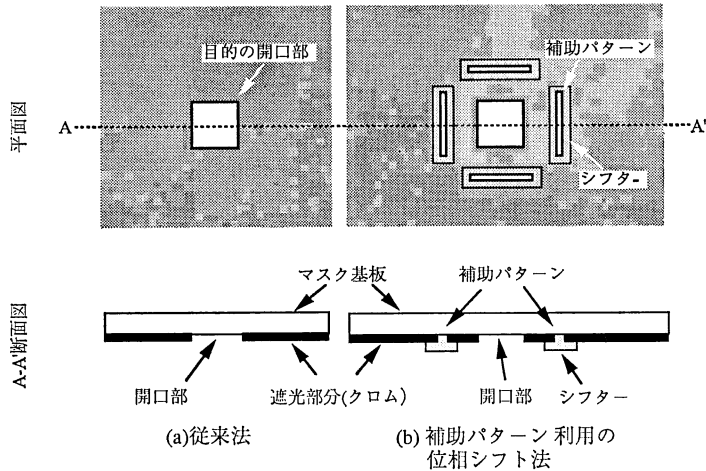 目的の開口部
補助パターン
平面図
A
A'
シフター
マスク基板
補助パターン
A-A'断面図
開口部
遮光部分(クロム)
開口部
シフター
(a)従来法
(b) 補助パターン利用の
位相シフト法